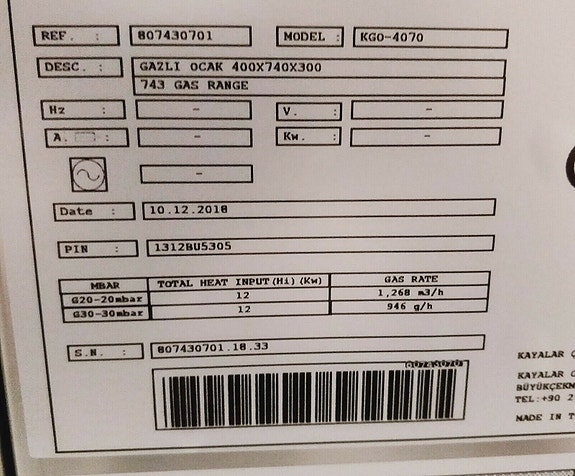 REF. : 807430701 MODEL : KGO-4070
DESC. : GAZLI OCAK 400X740X300
743 GAS RANGE
Hz : - V. : -
A. : - Kw. : -
-
Date : 10.12.2018
PIN : 1312BU5305
MBAR TOTAL HEAT INPUT(Hi)(Kw) GAS RATE
G20-20mbar 12 1,268 m3/h
G30-30mbar 12 946 g/h
S.N. : 807430701.18.33
807430701
KAYALAR
KAYALAR
BÜYÜKÇEKM
TEL:+90 2
MADE IN T